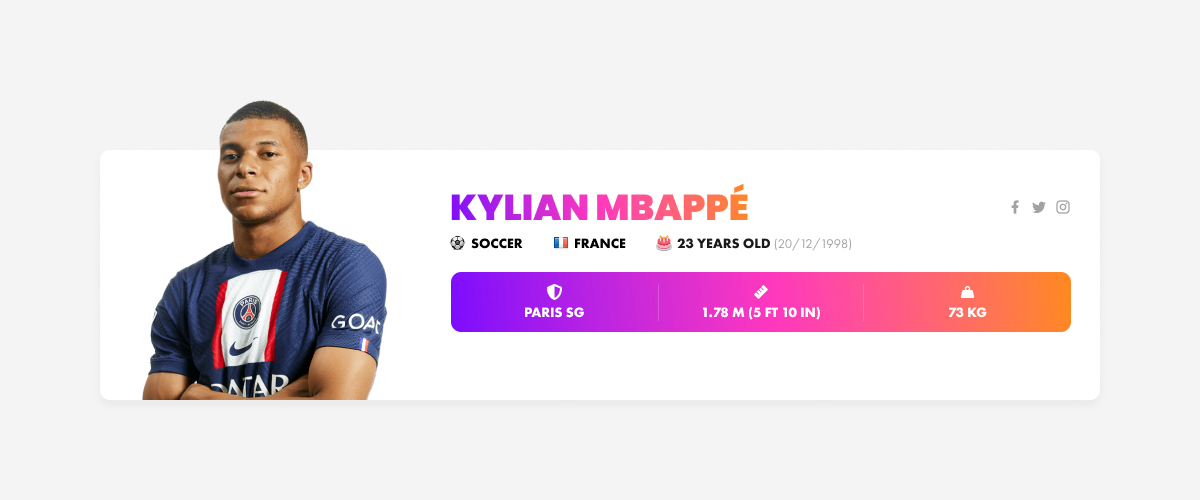 KYLIAN MBAPPÉ
SOCCER FRANCE 23 YEARS OLD (20/12/1998)
PARIS SG 1.78 M (5 FT 10 IN) 73 KG
PARIS
GOAT
QATAR